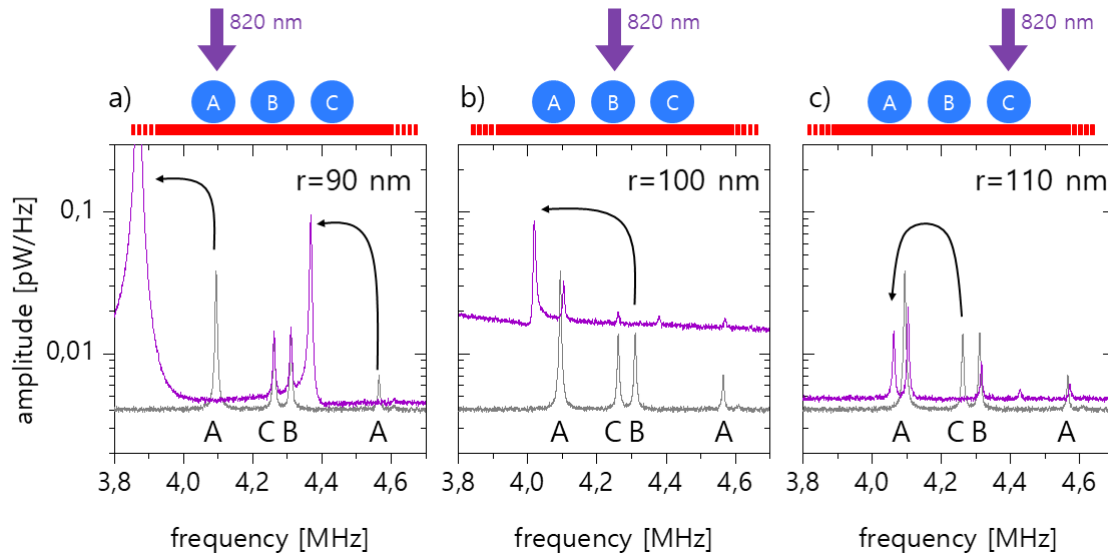 820 nm 820 nm 820 nm
a) A B C b) A B C c) A B C
r=90 nm r=100 nm r=110 nm
0,1
0,01
amplitude [pW/Hz]
A C B A A C B A A C B A
3,8 4,0 4,2 4,4 4,6 3,8 4,0 4,2 4,4 4,6 3,8 4,0 4,2 4,4 4,6
frequency [MHz] frequency [MHz] frequency [MHz]